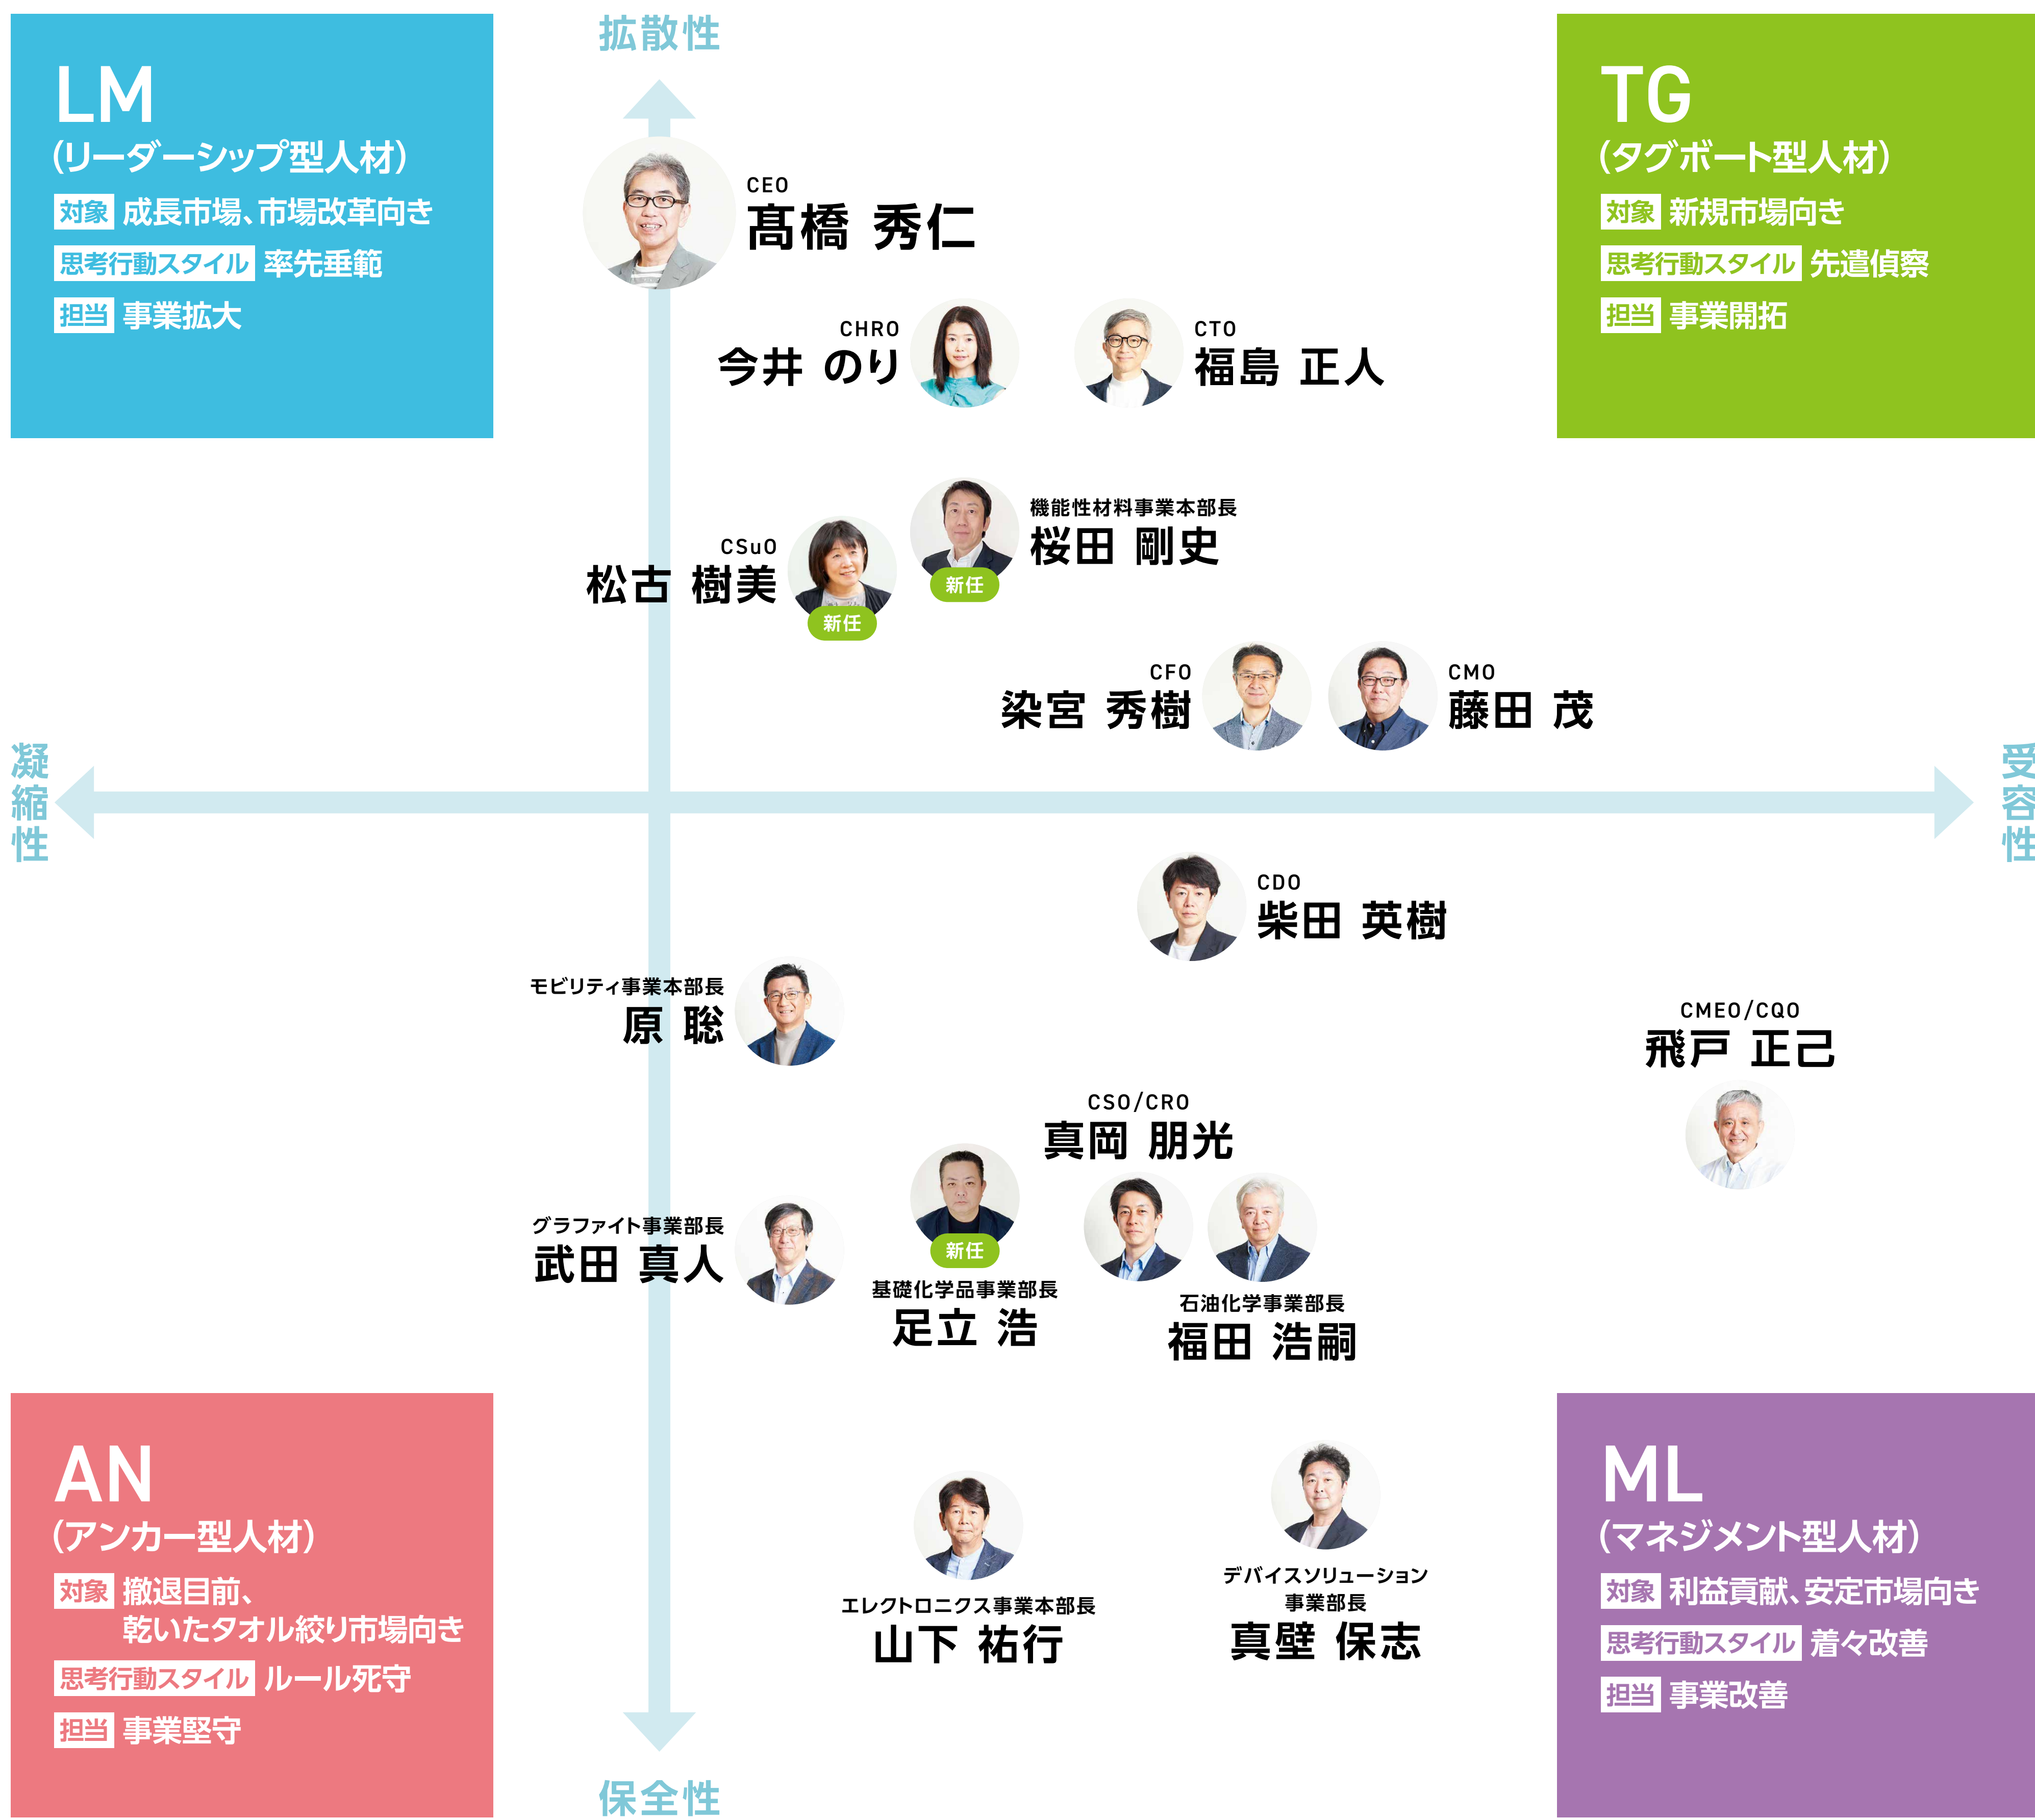 拡散性
LM
(リーダーシップ型人材)
対象 成長市場、市場改革向き
思考行動スタイル 率先垂範
担当 事業拡大
TG
(タグボート型人材)
対象 新規市場向き
思考行動スタイル 先遣偵察
担当 事業開拓
CEO
髙橋 秀仁
CHRO
今井 のり
CTO
福島 正人
機能性材料事業本部長
桜田 剛史
新任
CSuO
松古 樹美
新任
CFO
染宮 秀樹
CMO
藤田 茂
凝縮性
受容性
CDO
柴田 英樹
モビリティ事業本部長
原 聡
CMEO/CQO
飛戸 正己
CSO/CRO
真岡 朋光
グラファイト事業部長
武田 真人
新任
基礎化学品事業部長
足立 浩
石油化学事業部長
福田 浩嗣
AN
(アンカー型人材)
対象 撤退目前、
乾いたタオル絞り市場向き
思考行動スタイル ルール死守
担当 事業堅守
エレクトロニクス事業本部長
山下 祐行
デバイスソリューション
事業部長
真壁 保志
ML
(マネジメント型人材)
対象 利益貢献、安定市場向き
思考行動スタイル 着々改善
担当 事業改善
保全性